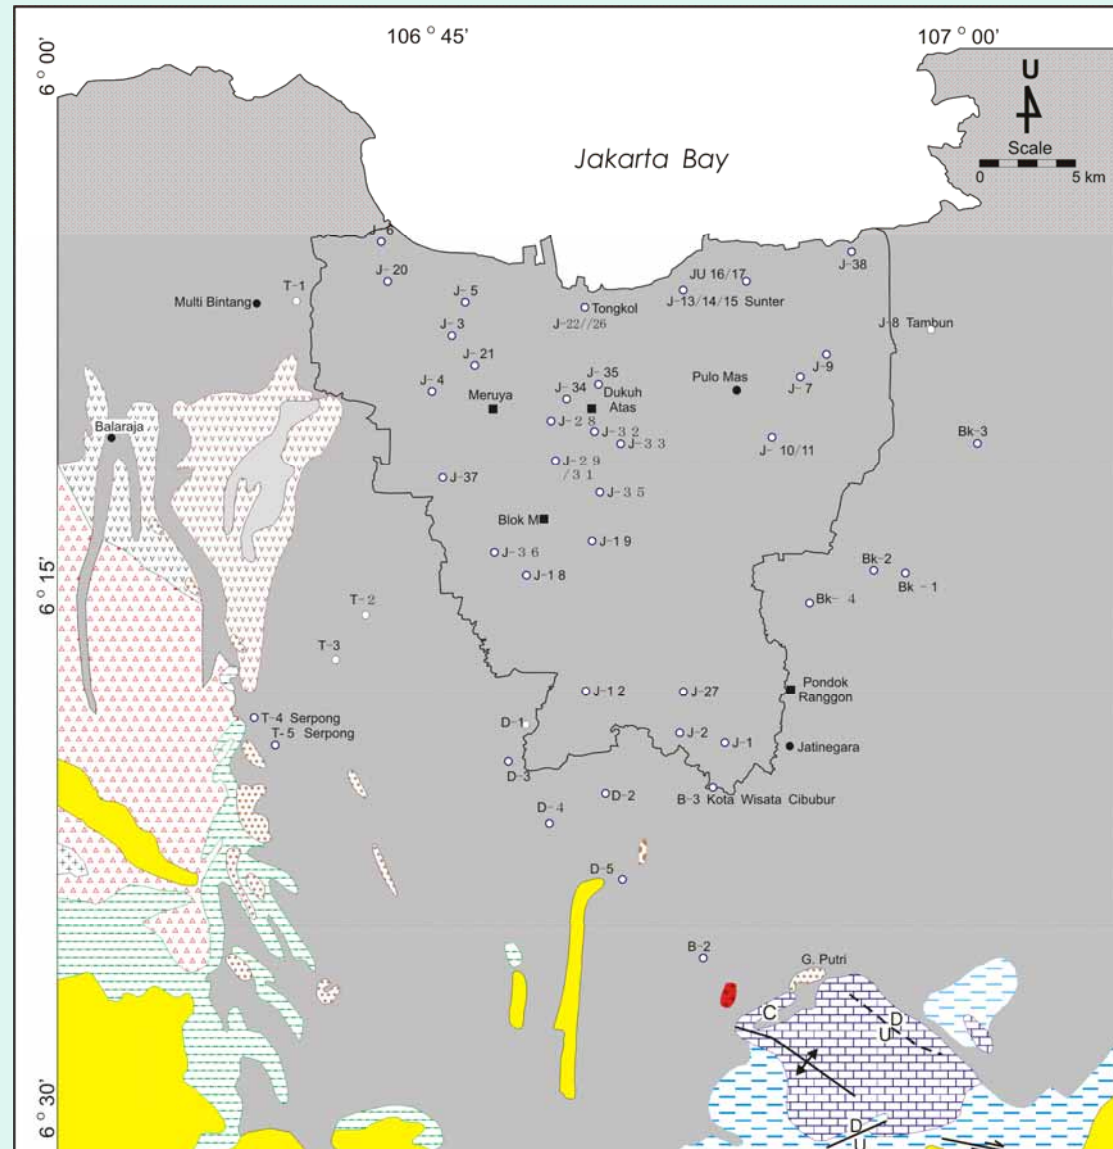 106 ° 45’
107 ° 00’
6 ° 00’
U
Scale
0 5 km
Jakarta Bay
J-6
J-38
J-20
JU 16/17
T-1
Multi Bintang
J-5
J-13/14/15 Sunter
Tongkol
J-22//26
J-8 Tambun
J-3
J-21
J-9
J-35
J-4
J-34
Dukuh
Atas
Pulo Mas
J-7
Meruya
J-28
Balaraja
J-32
J-33
J- 10/11
Bk-3
J-29
/31
J-37
J-35
Blok M
J-19
J-36
J-18
6 ° 15’
Bk-2
Bk -1
Bk- 4
T-2
T-3
J-12
J-27
Pondok
Ranggon
T-4 Serpong
T-5 Serpong
D-1
J-2
J-1
Jatinegara
D-3
D-2
B-3 Kota Wisata Cibubur
D-4
D-5
B-2
G. Putri
C
D
U
6 ° 30’
D
U